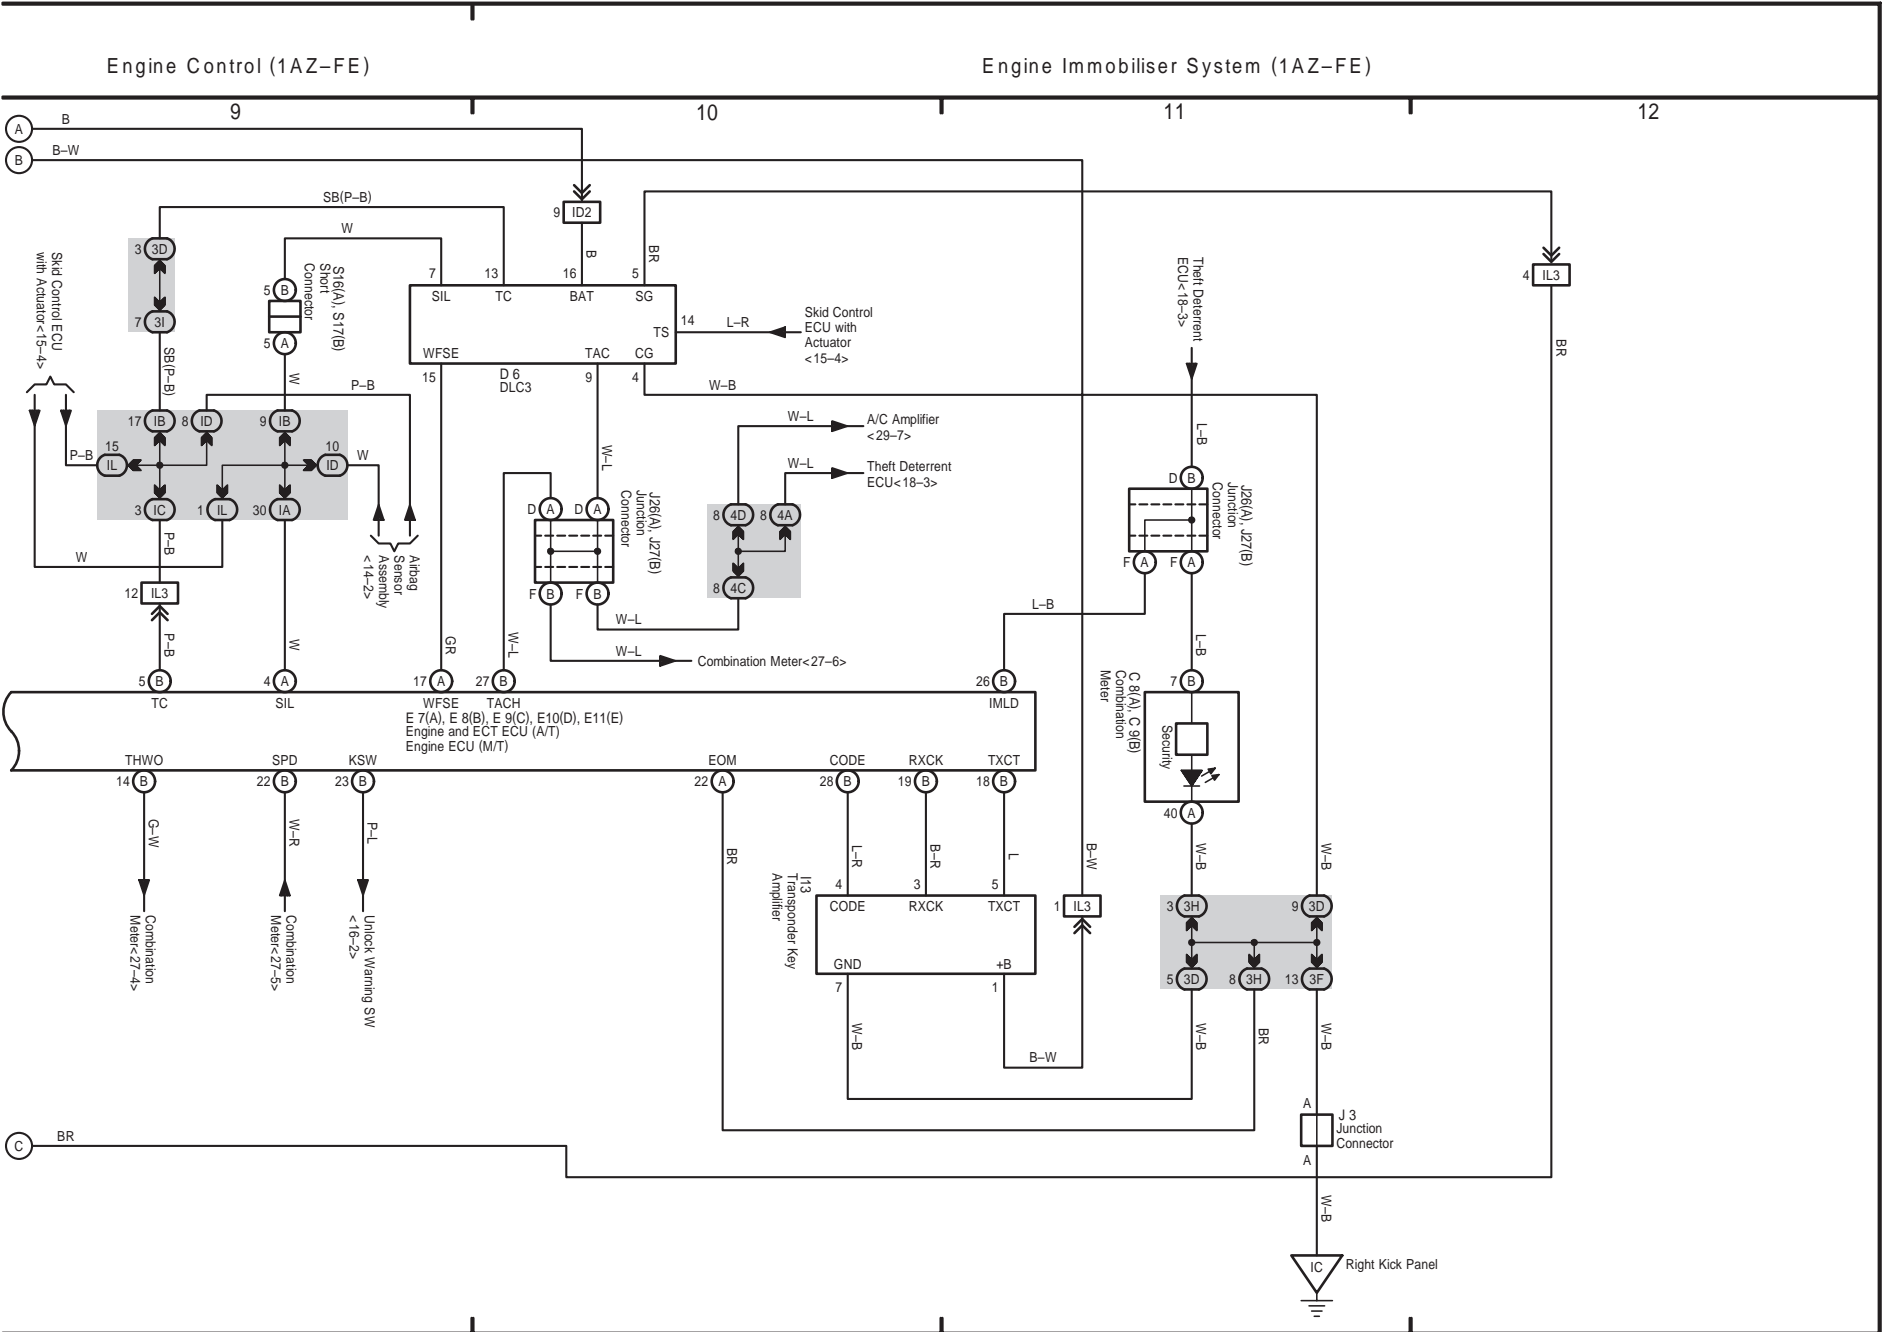 Engine Control (1AZ–FE)
Engine Immobiliser System (1AZ–FE)
9
10
11
12
A
B
B
B–W
SB(P–B)
W
9 ID2
B
BR
3 3D
7 3I
SB(P–B)
Skid Control ECU
with Actuator<15–4>
5 B
5 A
S16(A), S17(B)
Short
Connector
W
7
13
16
5
SIL
TC
BAT
SG
TS
14
L–R
Skid Control
ECU with
Actuator
<15–4>
WFSE
TAC
CG
15
D 6
DLC3
9
4
W–B
Theft Deterrent
ECU<18–3>
4 IL3
BR
P–B
17 IB
8 ID
9 IB
15
IL
P–B
10
ID
W
3 IC
1 IL
30 IA
P–B
W
12 IL3
P–B
W
Airbag
Sensor
Assembly
<14–2>
GR
W–L
W–L
D A
D A
J26(A), J27(B)
Junction
Connector
F B
F B
W–L
W–L
Combination Meter<27–6>
W–L
A/C Amplifier
<29–7>
W–L
Theft Deterrent
ECU<18–3>
8 4D
8 4A
8 4C
L–B
D B
J26(A), J27(B)
Junction
Connector
F A
F A
L–B
L–B
5 B
4 A
17 A
27 B
26 B
TC
SIL
WFSE
TACH
IMLD
E 7(A), E 8(B), E 9(C), E10(D), E11(E)
Engine and ECT ECU (A/T)
Engine ECU (M/T)
THWO
SPD
KSW
EOM
CODE
RXCK
TXCT
14 B
22 B
23 B
22 A
28 B
19 B
18 B
G–W
W–R
P–L
BR
L–R
B–R
L
B–W
Combination
Meter<27–4>
Combination
Meter<27–5>
Unlock Warning SW
<16–2>
7 B
C 8(A), C 9(B)
Combination
Meter
Security
40 A
W–B
W–B
I13
Transponder Key
Amplifier
4
3
5
CODE
RXCK
TXCT
GND
+B
7
1
1 IL3
W–B
B–W
3 3H
9 3D
5 3D
8 3H
13 3F
W–B
BR
W–B
A
J 3
Junction
Connector
A
C
BR
W–B
IC
Right Kick Panel